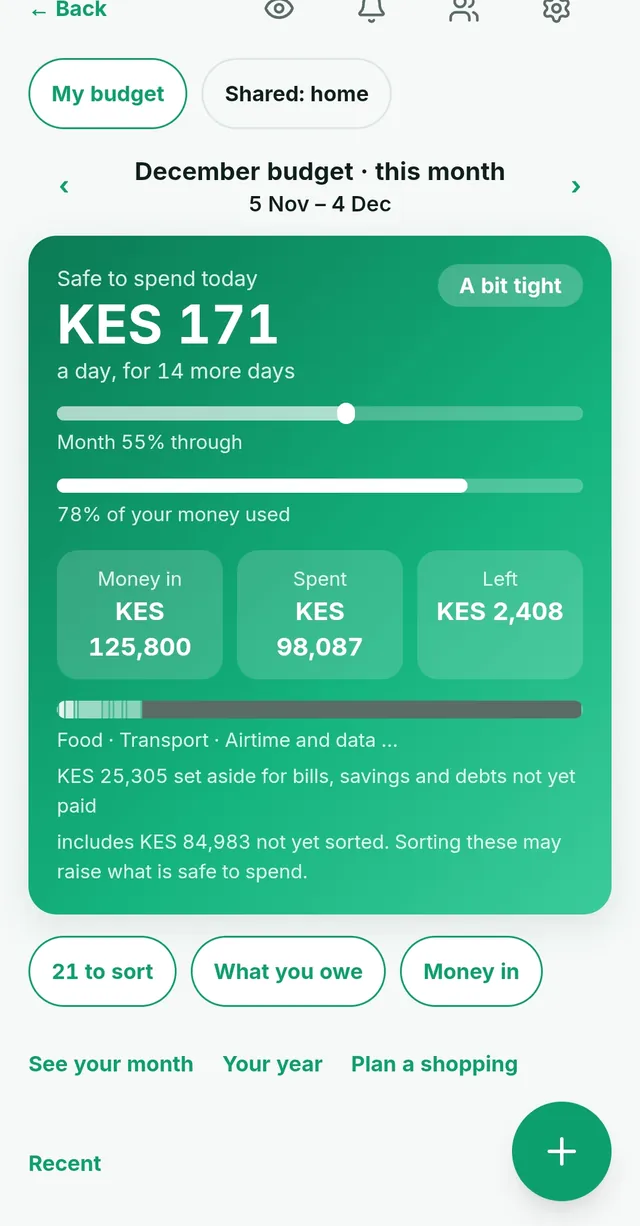 ← Back
My budget
Shared: home
‹
December budget · this month
›
5 Nov – 4 Dec
Safe to spend today
A bit tight
KES 171
a day, for 14 more days
Month 55% through
78% of your money used
Money in
KES
125,800
Spent
KES
98,087
Left
KES 2,408
Food · Transport · Airtime and data ...
KES 25,305 set aside for bills, savings and debts not yet
paid
includes KES 84,983 not yet sorted. Sorting these may
raise what is safe to spend.
21 to sort
What you owe
Money in
See your month
Your year
Plan a shopping
Recent
+